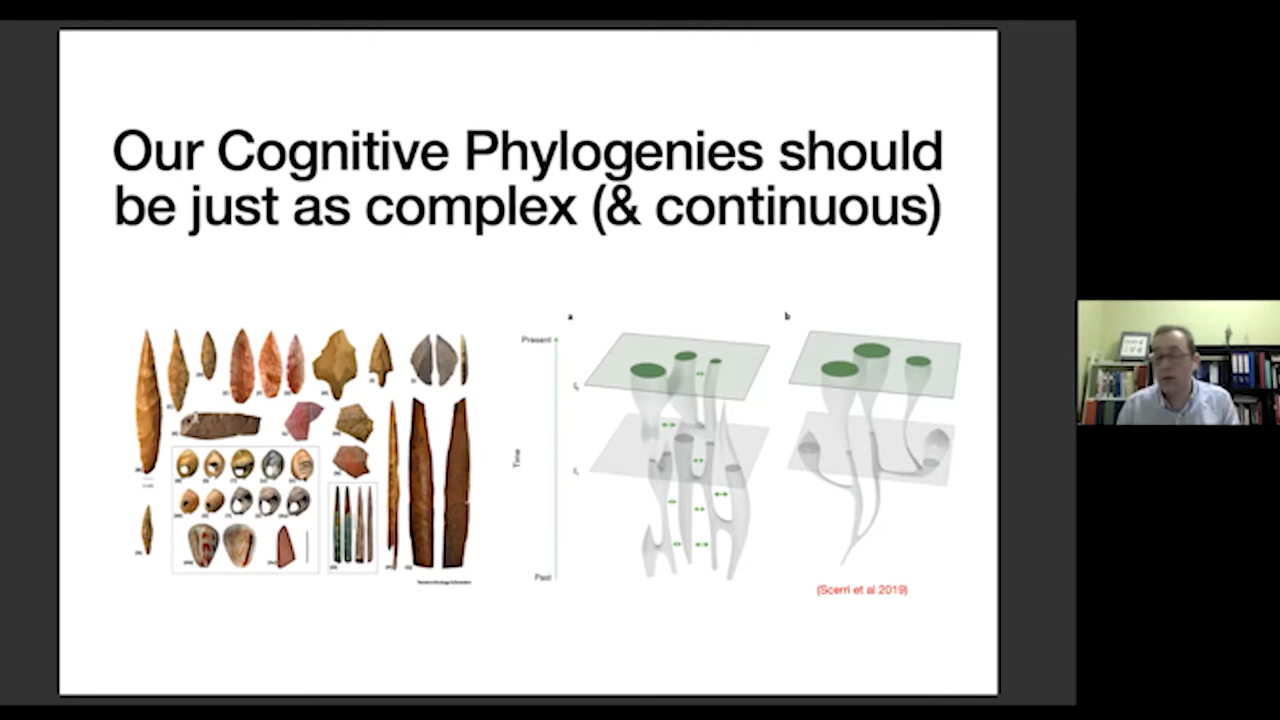 Our Cognitive Phylogenies should
be just as complex (& continuous)
a
b
Present
Time
Past
(Scerri et al 2019)